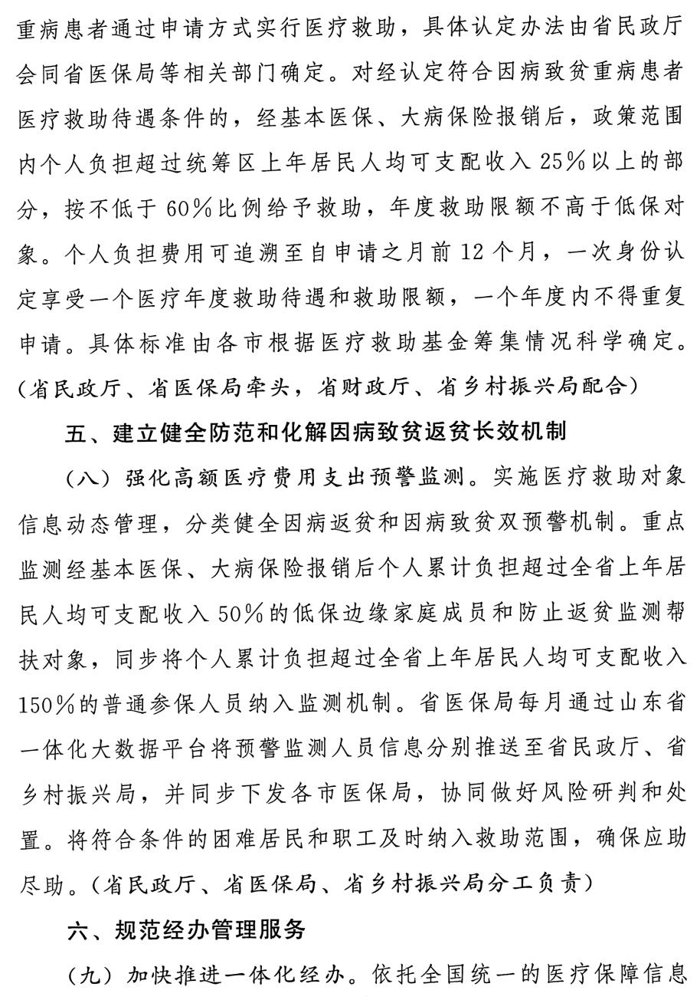 重病患者通过申请方式实行医疗救助，具体认定办法由省民政厅
会同省医保局等相关部门确定。对经认定符合因病致贫重病患者
医疗救助待遇条件的，经基本医保、大病保险报销后，政策范围
内个人负担超过统筹区上年居民人均可支配收入 25%以上的部
分，按不低于 60%比例给予救助，年度救助限额不高于低保对
象。个人负担费用可追溯至自申请之月前 12 个月，一次身份认
定享受一个医疗年度救助待遇和救助限额，一个年度内不得重复
申请。具体标准由各市根据医疗救助基金筹集情况科学确定。
（省民政厅、省医保局牵头，省财政厅、省乡村振兴局配合）
五、建立健全防范和化解因病致贫返贫长效机制
（八）强化高额医疗费用支出预警监测。实施医疗救助对象
信息动态管理，分类健全因病返贫和因病致贫双预警机制。重点
监测经基本医保、大病保险报销后个人累计负担超过全省上年居
民人均可支配收入 50%的低保边缘家庭成员和防止返贫监测帮
扶对象，同步将个人累计负担超过全省上年居民人均可支配收入
150%的普通参保人员纳入监测机制。省医保局每月通过山东省
一体化大数据平台将预警监测人员信息分别推送至省民政厅、省
乡村振兴局，并同步下发各市医保局，协同做好风险研判和处
置。将符合条件的困难居民和职工及时纳入救助范围，确保应助
尽助。（省民政厅、省医保局、省乡村振兴局分工负责）
六、规范经办管理服务
（九）加快推进一体化经办。依托全国统一的医疗保障信息